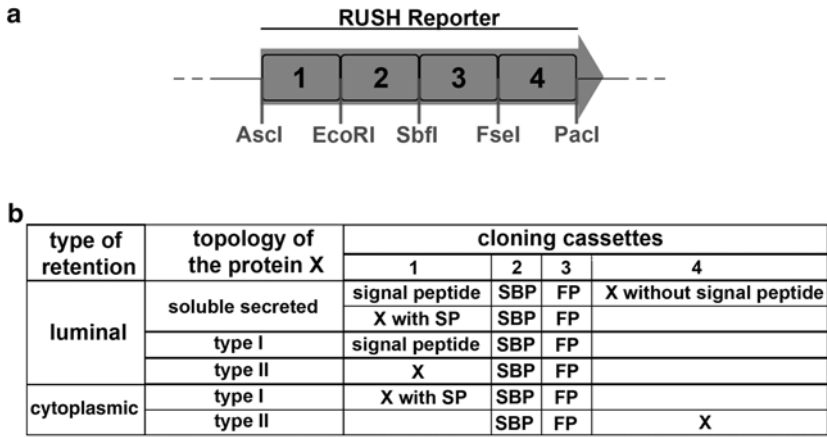 a
RUSH Reporter
1 2 3 4
AscI EcoRI SbfI FseI PacI
b
type of retention topology of the protein X cloning cassettes
1 2 3 4
luminal soluble secreted signal peptide SBP FP X without signal peptide
X with SP SBP FP
type I signal peptide SBP FP
type II X SBP FP
cytoplasmic type I X with SP SBP FP
type II SBP FP X